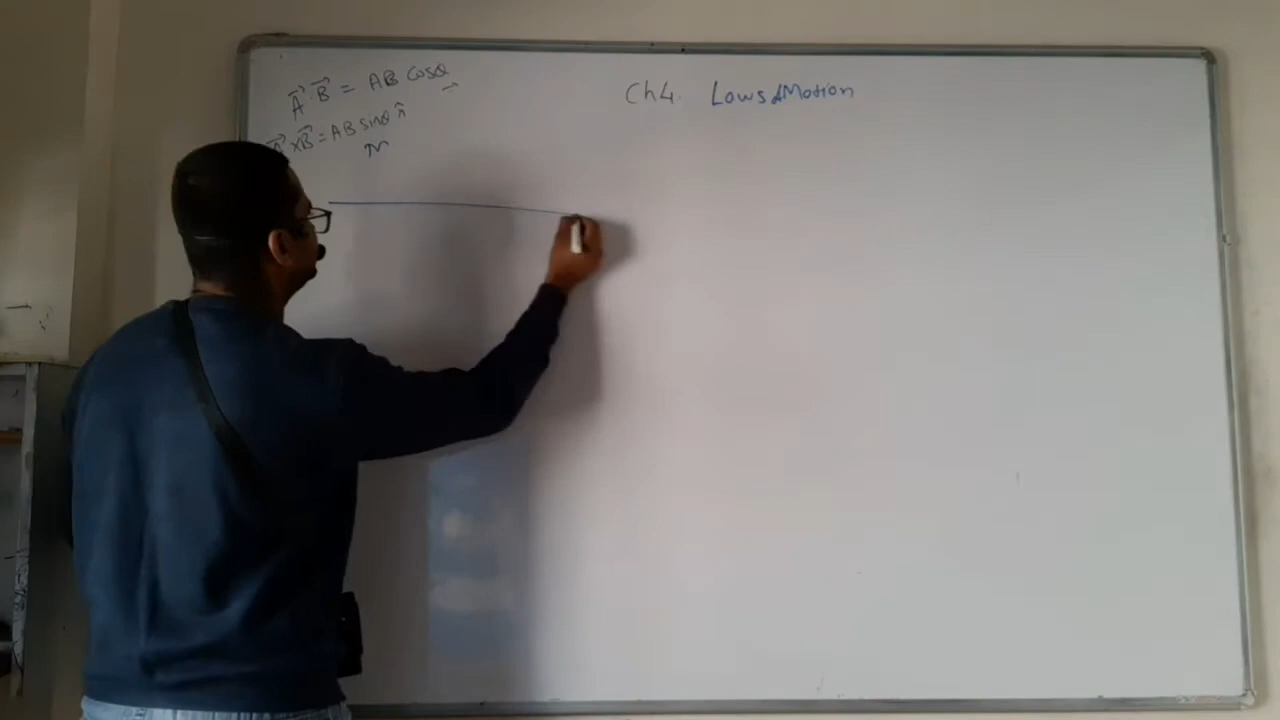 A⃗ · B⃗ = AB cosθ
A⃗ × B⃗ = AB sinθ n̂
Ch4. Laws of Motion